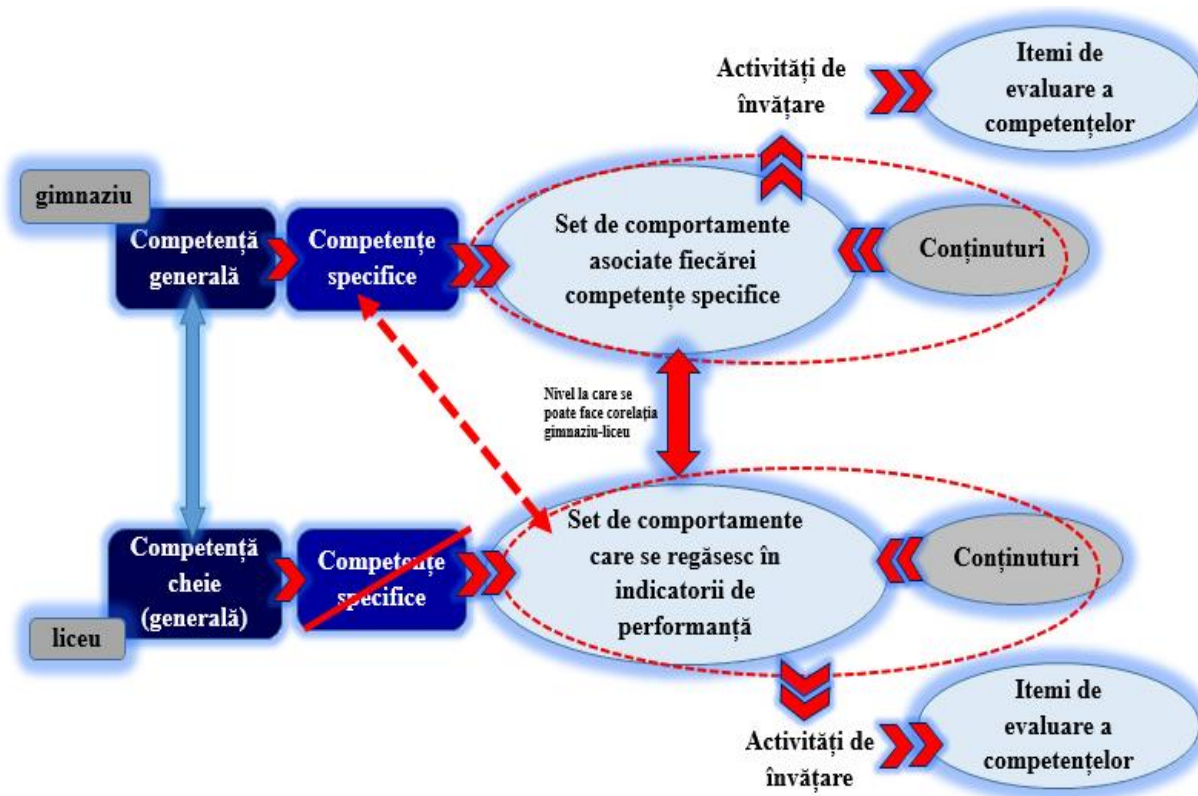 Activități de
învățare
Itemi de
evaluare a
competențelor
gimnaziu
Competență
generală
Competențe
specifice
Set de comportamente
asociate fiecărei
competențe specifice
Conținuturi
Nivel la care se
poate face corelația
gimnaziu-liceu
Competență
cheie
(generală)
Competențe
specifice
Set de comportamente
care se regăsesc în
indicatorii de
performanță
Conținuturi
liceu
Activități de
învățare
Itemi de
evaluare a
competențelor